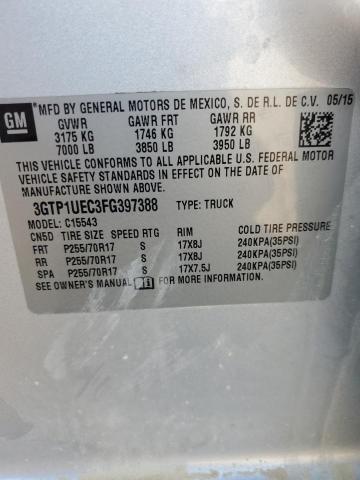 GM
MFD BY GENERAL MOTORS DE MEXICO, S. DE R.L. DE C.V. 05/15
GVWR GAWR FRT GAWR RR
3175 KG 1746 KG 1792 KG
7000 LB 3850 LB 3950 LB
THIS VEHICLE CONFORMS TO ALL APPLICABLE U.S. FEDERAL MOTOR
VEHICLE SAFETY STANDARDS IN EFFECT ON THE DATE OF
MANUFACTURE SHOWN ABOVE.
3GTP1UEC3FG397388 TYPE: TRUCK
MODEL: C15543
CN5D TIRE SIZE SPEED RTG RIM COLD TIRE PRESSURE
FRT P255/70R17 S 17X8J 240KPA(35PSI)
RR P255/70R17 S 17X8J 240KPA(35PSI)
SPA P255/70R17 S 17X7.5J 240KPA(35PSI)
SEE OWNER'S MANUAL FOR MORE INFORMATION.